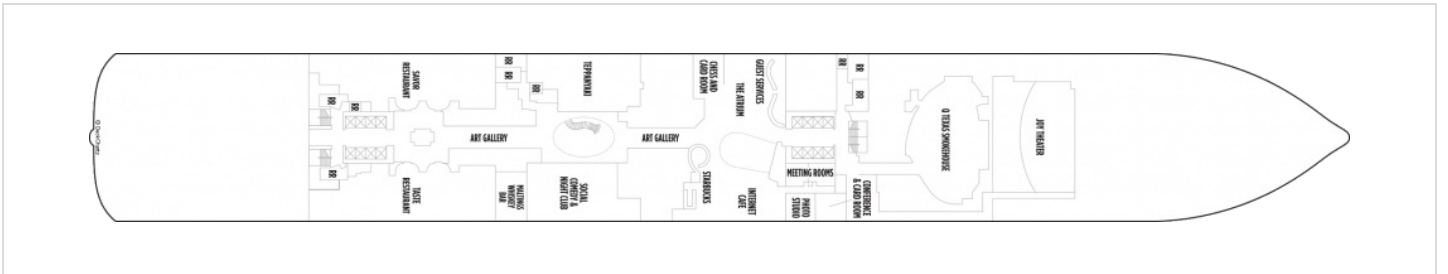 SAVOR
RESTAURANT
RR
RR
RR
RR
RR
TEPPANYAKI
CHESS AND
CARD ROOM
THE ATRIUM
GUEST SERVICES
RR
RR
RR
ART GALLERY
ART GALLERY
Q TEXAS SMOKEHOUSE
JOY THEATER
RR
TASTE
RESTAURANT
MALTINGS
WHISKEY
BAR
SOCIAL
COMEDY &
NIGHT CLUB
STARBUCKS
INTERNET
CAFE
MEETING ROOMS
PHOTO
STUDIO
CONFERENCE
& CARD ROOM